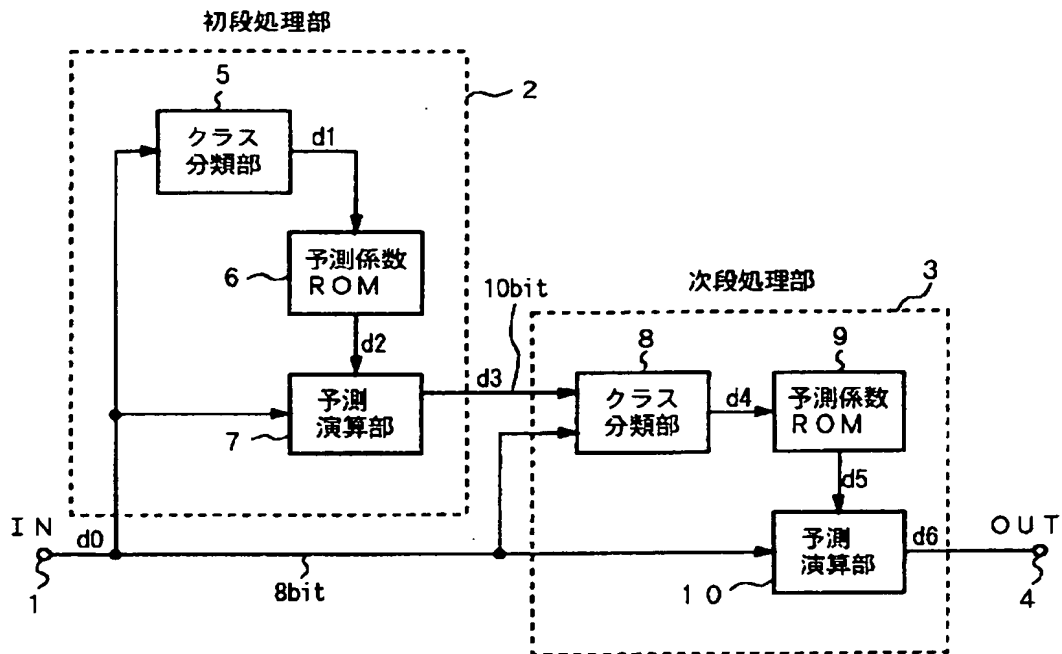 初段処理部
5
2
クラス
分類部
d1
6
予測係数
ROM
d2
10bit
次段処理部
3
8
9
予測
演算部
7
d3
クラス
分類部
d4
予測係数
ROM
d5
IN
d0
1
8bit
予測
演算部
10
d6
OUT
4